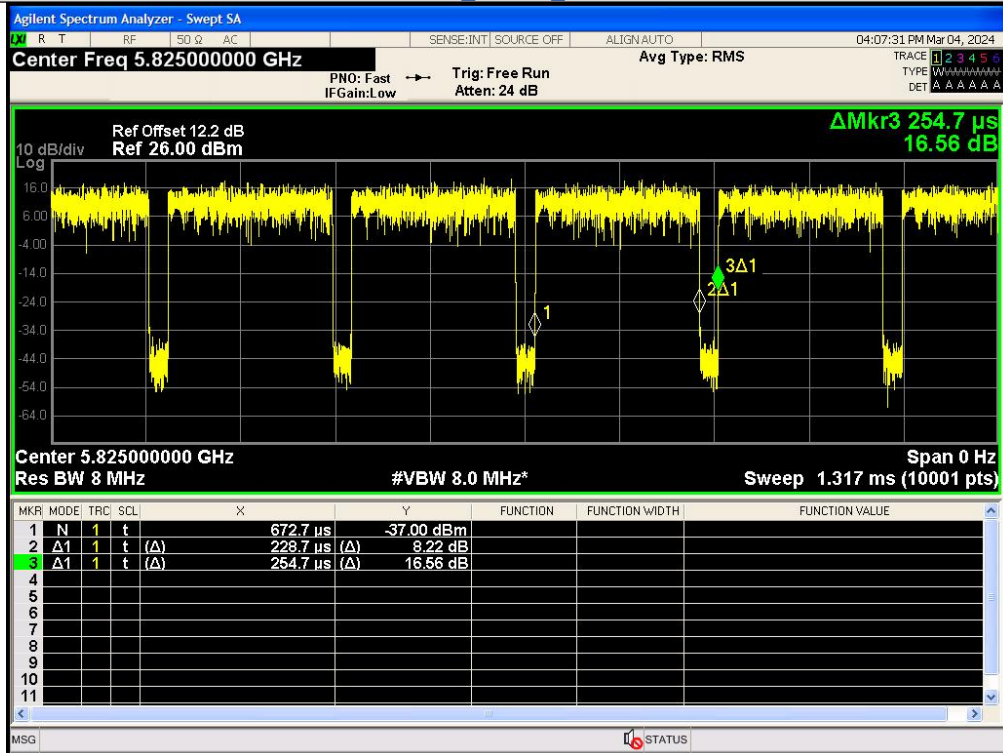 Agilent Spectrum Analyzer - Swept SA
LXI R T RF 50 Ω AC SENSE:INT SOURCE OFF ALIGN AUTO 04:07:31 PM Mar 04, 2024
Center Freq 5.825000000 GHz
PNO: Fast
IFGain:Low
Trig: Free Run
Atten: 24 dB
Avg Type: RMS
TRACE 1 2 3 4 5 6
TYPE W
DET A A A A A A
Ref Offset 12.2 dB
Ref 26.00 dBm
10 dB/div
Log
ΔMkr3 254.7 µs
16.56 dB
16.0
6.00
-4.00
-14.0
-24.0
-34.0
-44.0
-54.0
-64.0
1
2Δ1
3Δ1
Center 5.825000000 GHz Span 0 Hz
Res BW 8 MHz #VBW 8.0 MHz* Sweep 1.317 ms (10001 pts)
MKR MODE TRC SCL X Y FUNCTION FUNCTION WIDTH FUNCTION VALUE
1 N 1 t 672.7 µs -37.00 dBm
2 Δ1 1 t (Δ) 228.7 µs (Δ) 8.22 dB
3 Δ1 1 t (Δ) 254.7 µs (Δ) 16.56 dB
4
5
6
7
8
9
10
11
MSG STATUS